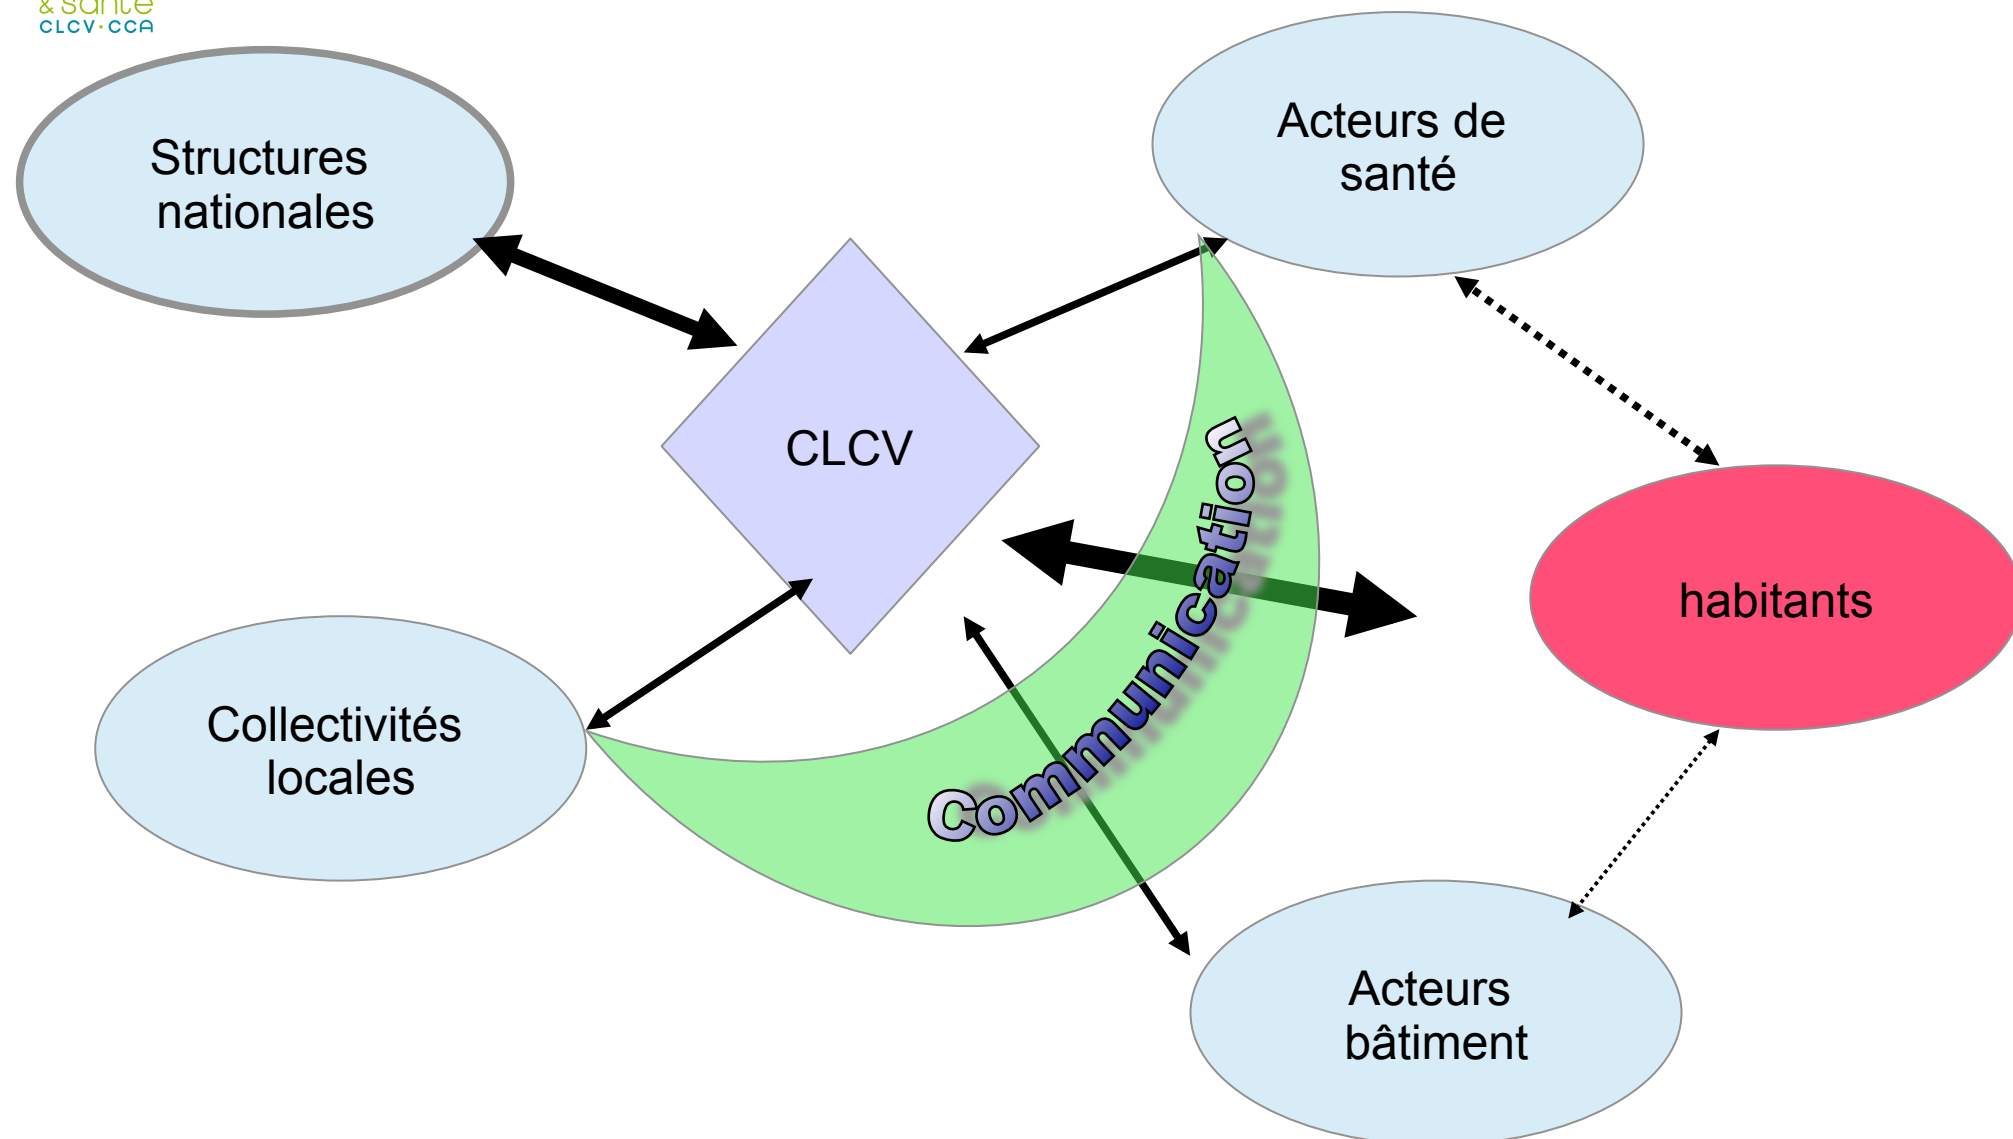 & santé
CLCV·CCA
Structures
nationales
Acteurs de
santé
CLCV
Communication
habitants
Collectivités
locales
Acteurs
bâtiment